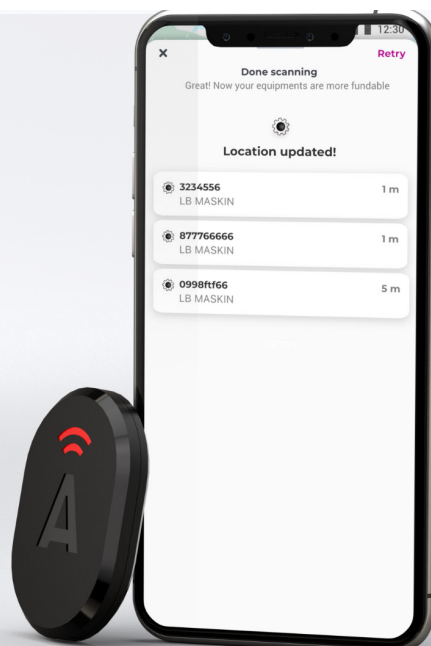 12:30
Retry
Done scanning
Great! Now your equipments are more fundable
Location updated!
3234556 1 m
LB MASKIN
877766666 1 m
LB MASKIN
0998ftf66 5 m
LB MASKIN
A